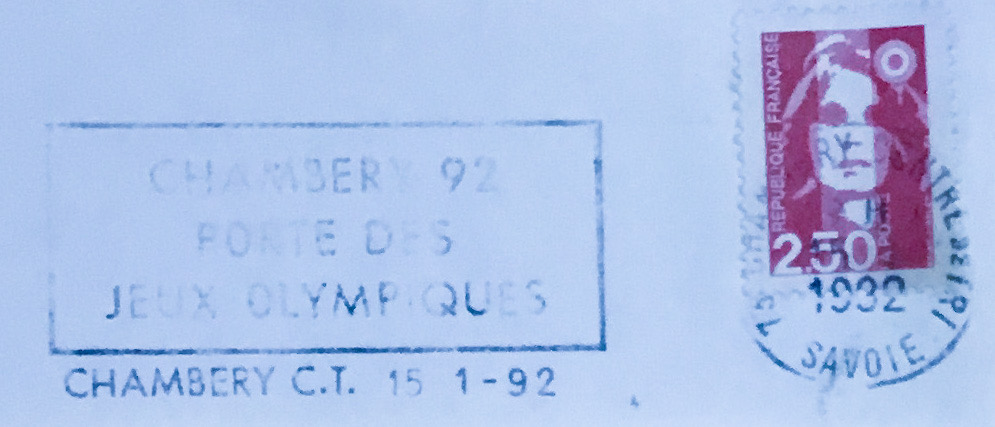 CHAMBERY 92
PORTE DES
JEUX OLYMPIQUES
CHAMBERY C.T. 15 1-92
REPUBLIQUE FRANÇAISE
2.50
LA POSTE
1992
SAVOIE